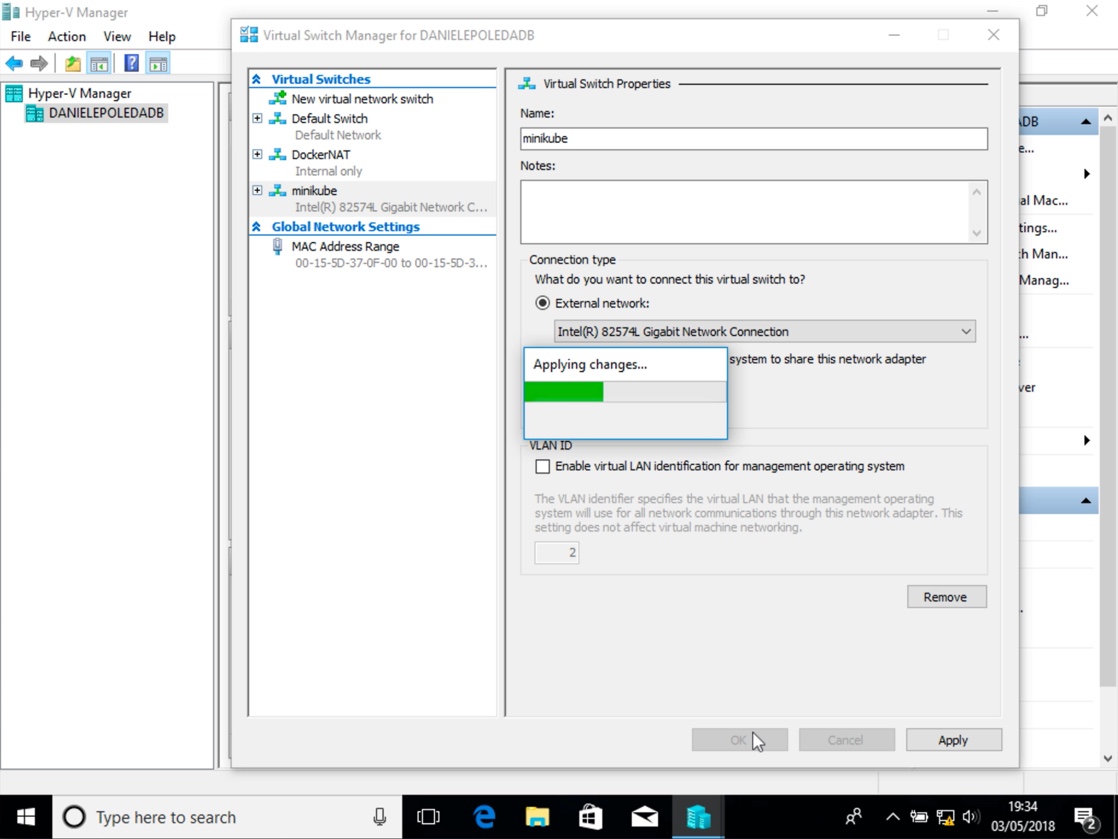 Hyper-V Manager
File Action View Help
Hyper-V Manager
DANIELEPOLEDADB
Virtual Switch Manager for DANIELEPOLEDADB
Virtual Switches
New virtual network switch
Default Switch
Default Network
DockerNAT
Internal only
minikube
Intel(R) 82574L Gigabit Network C...
Global Network Settings
MAC Address Range
00-15-5D-37-0F-00 to 00-15-5D-3...
Virtual Switch Properties
Name:
minikube
Notes:
Connection type
What do you want to connect this virtual switch to?
External network:
Intel(R) 82574L Gigabit Network Connection
system to share this network adapter
Applying changes...
VLAN ID
Enable virtual LAN identification for management operating system
The VLAN identifier specifies the virtual LAN that the management operating
system will use for all network communications through this network adapter. This
setting does not affect virtual machine networking.
2
Remove
OK Cancel Apply
ADB
e...
al Mac...
tings...
h Man...
Manag...
...
ver
Type here to search
19:34
03/05/2018
2